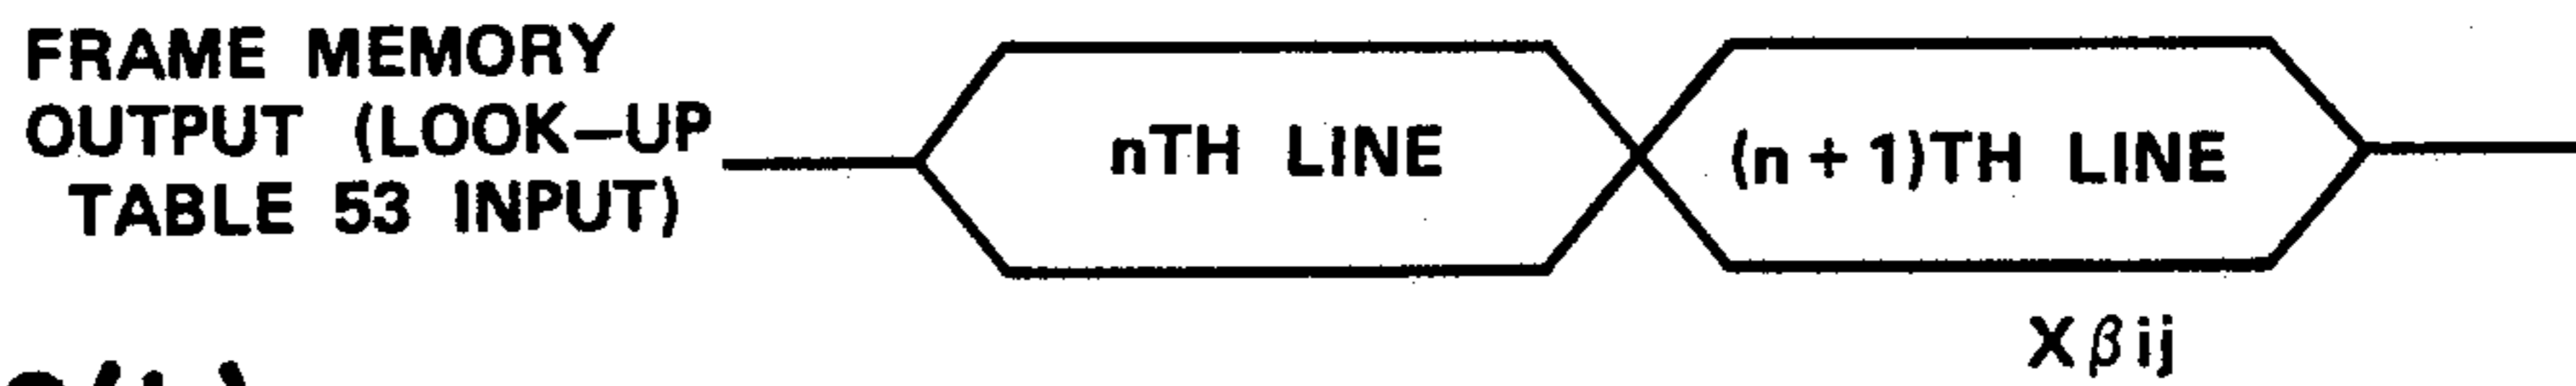 FRAME MEMORY
OUTPUT (LOOK–UP
TABLE 53 INPUT)
nTH LINE
(n + 1)TH LINE
Xβij